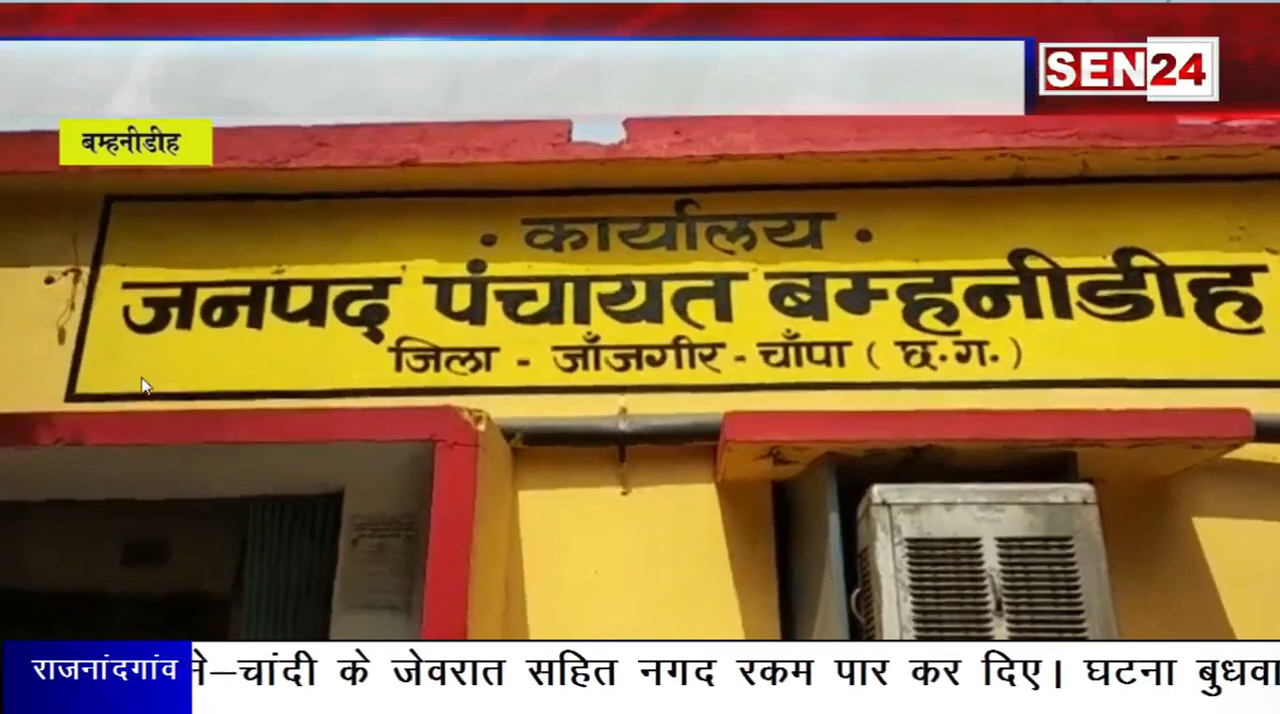 SEN24
बम्हनीडीह
कार्यालय
जनपद पंचायत बम्हनीडीह
जिला - जाँजगीर - चाँपा ( छ.ग. )
राजनांदगांव
चांदी के जेवरात सहित नगद रकम पार कर दिए। घटना